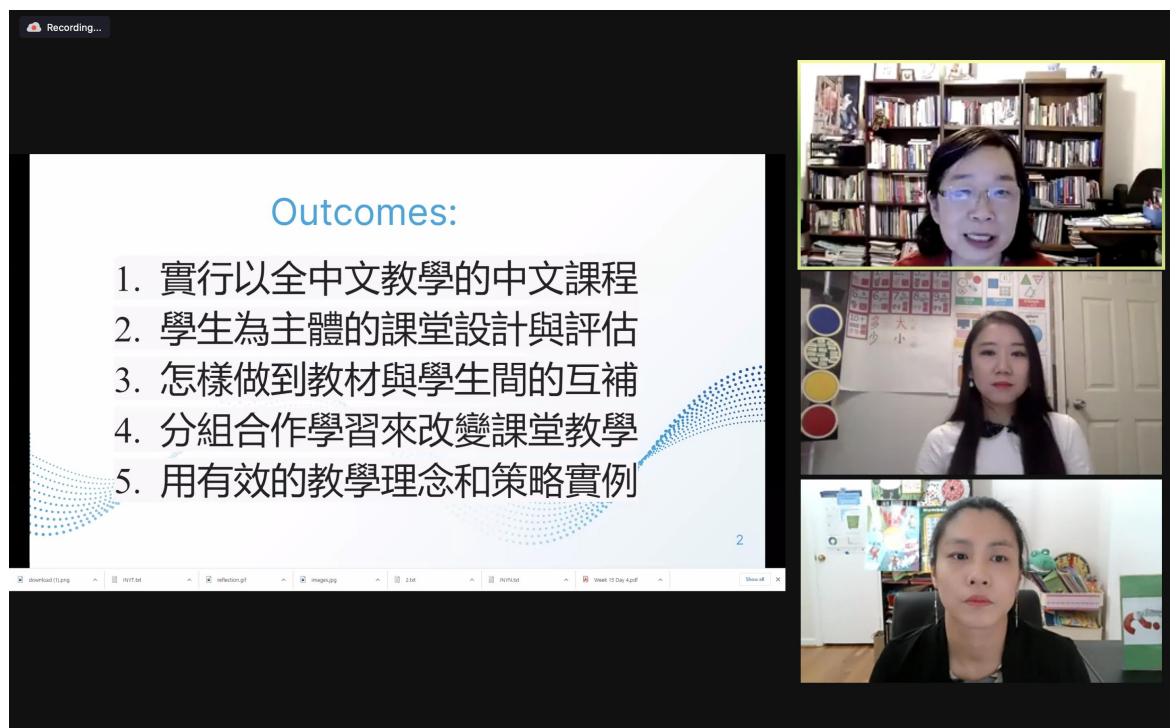 Recording...
Outcomes:
1. 實行以全中文教學的中文課程
2. 學生為主體的課堂設計與評估
3. 怎樣做到教材與學生間的互補
4. 分組合作學習來改變課堂教學
5. 用有效的教學理念和策略實例
2
download (1).png
reflection.gif
images.jpg
2.txt
Week 15 Day 4.pdf
Show all
多少
大小